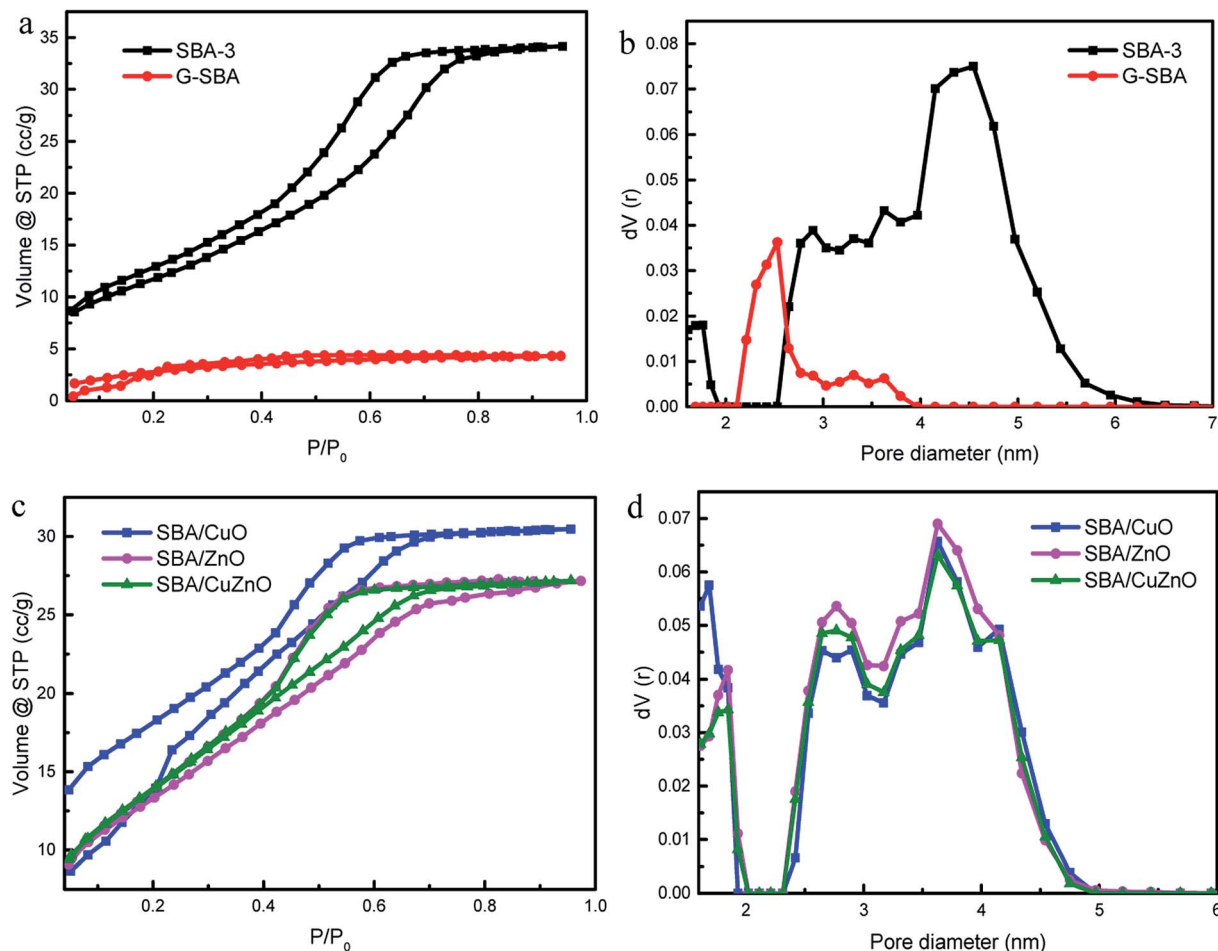 a
35
30
25
20
15
10
5
0
SBA-3
G-SBA
Volume @ STP (cc/g)
0.2 0.4 0.6 0.8 1.0
P/P0
b
0.08
0.07
0.06
0.05
0.04
0.03
0.02
0.01
0.00
SBA-3
G-SBA
dV (r)
2 3 4 5 6 7
Pore diameter (nm)
c
30
25
20
15
10
SBA/CuO
SBA/ZnO
SBA/CuZnO
Volume @ STP (cc/g)
0.2 0.4 0.6 0.8 1.0
P/P0
d
0.07
0.06
0.05
0.04
0.03
0.02
0.01
0.00
SBA/CuO
SBA/ZnO
SBA/CuZnO
dV (r)
2 3 4 5 6
Pore diameter (nm)